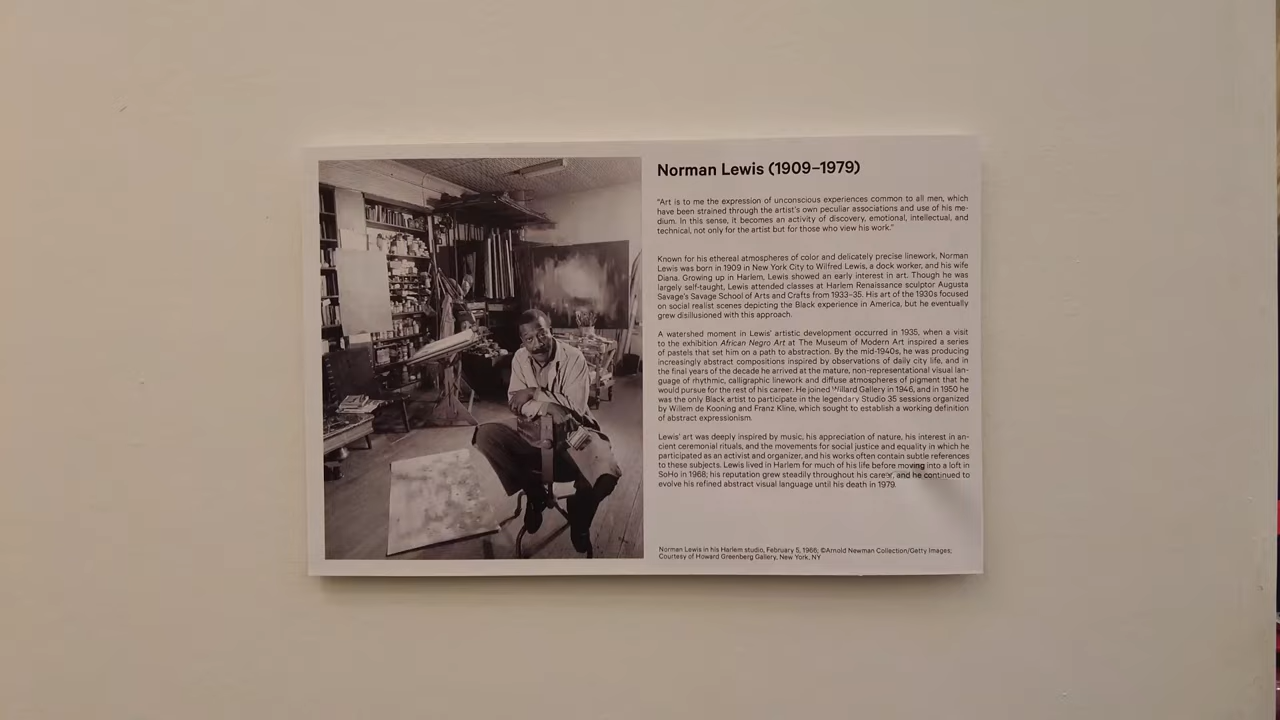 Norman Lewis (1909–1979)
“Art is to me the expression of unconscious experiences common to all men, which
have been strained through the artist’s own peculiar associations and use of his me-
dium. In this sense, it becomes an activity of discovery, emotional, intellectual, and
technical, not only for the artist but for those who view his work.”
Known for his ethereal atmospheres of color and delicately precise linework, Norman
Lewis was born in 1909 in New York City to Wilfred Lewis, a dock worker, and his wife
Diana. Growing up in Harlem, Lewis showed an early interest in art. Though he was
largely self-taught, Lewis attended classes at Harlem Renaissance sculptor Augusta
Savage’s Savage School of Arts and Crafts from 1933–35. His art of the 1930s focused
on social realist scenes depicting the Black experience in America, but he eventually
grew disillusioned with this approach.
A watershed moment in Lewis’ artistic development occurred in 1935, when a visit
to the exhibition African Negro Art at The Museum of Modern Art inspired a series
of pastels that set him on a path to abstraction. By the mid-1940s, he was producing
increasingly abstract compositions inspired by observations of daily city life, and in
the final years of the decade he arrived at the mature, non-representational visual lan-
guage of rhythmic, calligraphic linework and diffuse atmospheres of pigment that he
would pursue for the rest of his career. He joined Willard Gallery in 1946, and in 1950 he
was the only Black artist to participate in the legendary Studio 35 sessions organized
by Willem de Kooning and Franz Kline, which sought to establish a working definition
of abstract expressionism.
Lewis’ art was deeply inspired by music, his appreciation of nature, his interest in an-
cient ceremonial rituals, and the movements for social justice and equality in which he
participated as an activist and organizer, and his works often contain subtle references
to these subjects. Lewis lived in Harlem for much of his life before moving into a loft in
SoHo in 1968; his reputation grew steadily throughout his career, and he continued to
evolve his refined abstract visual language until his death in 1979.
Norman Lewis in his Harlem studio, February 5, 1966; ©Arnold Newman Collection/Getty Images;
Courtesy of Howard Greenberg Gallery, New York, NY